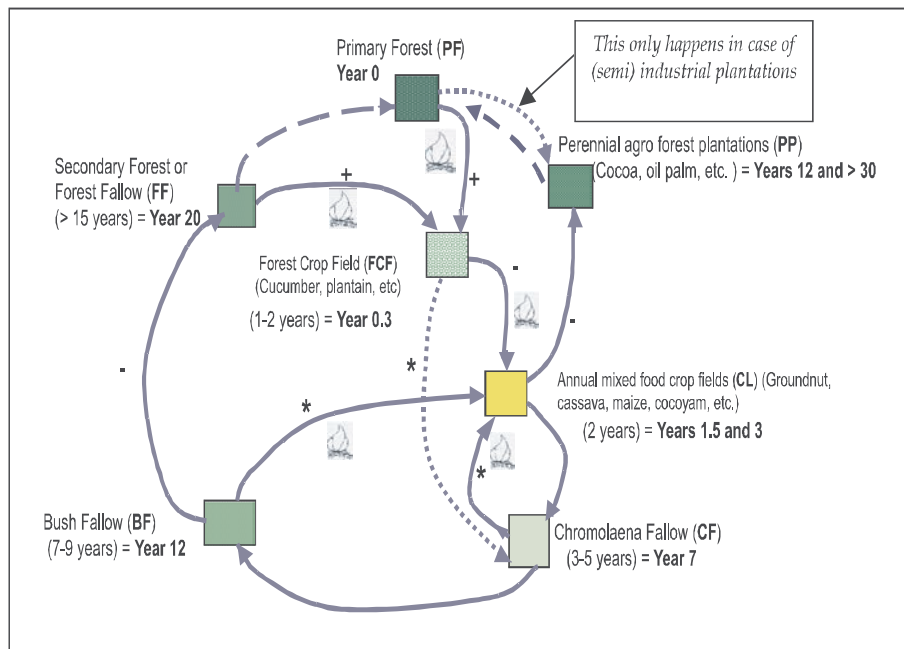 Primary Forest (PF)
Year 0
This only happens in case of
(semi) industrial plantations
Perennial agro forest plantations (PP)
(Cocoa, oil palm, etc. ) = Years 12 and > 30
Secondary Forest or
Forest Fallow (FF)
(> 15 years) = Year 20
+
+
Forest Crop Field (FCF)
(Cucumber, plantain, etc)
(1-2 years) = Year 0.3
-
-
-
*
*
*
Annual mixed food crop fields (CL) (Groundnut,
cassava, maize, cocoyam, etc.)
(2 years) = Years 1.5 and 3
Bush Fallow (BF)
(7-9 years) = Year 12
Chromolaena Fallow (CF)
(3-5 years) = Year 7